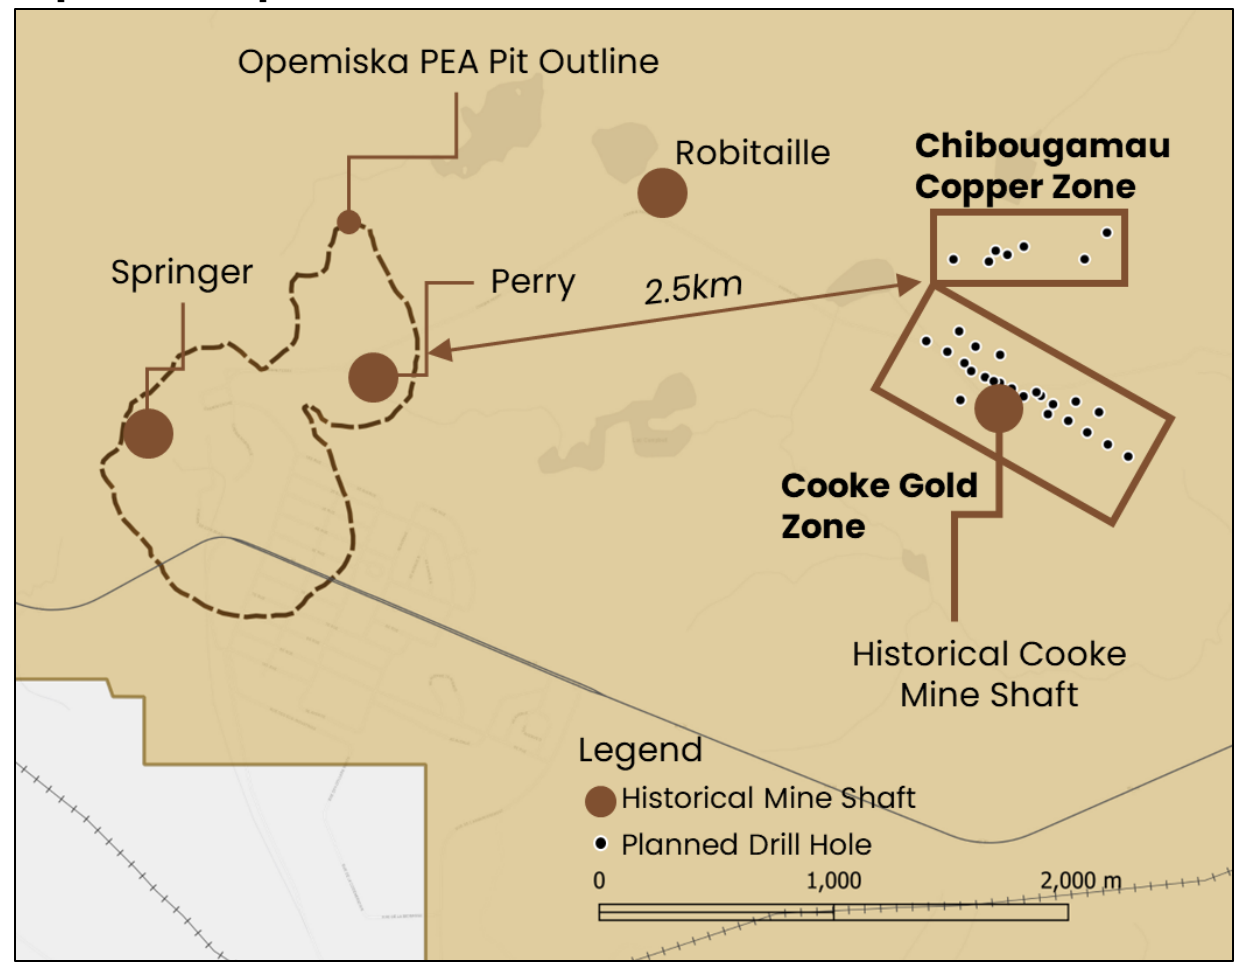 Opemiska PEA Pit Outline
Robitaille
Chibougamau
Copper Zone
Springer
Perry
2.5km
Cooke Gold
Zone
Historical Cooke
Mine Shaft
Legend
Historical Mine Shaft
Planned Drill Hole
0 1,000 2,000 m